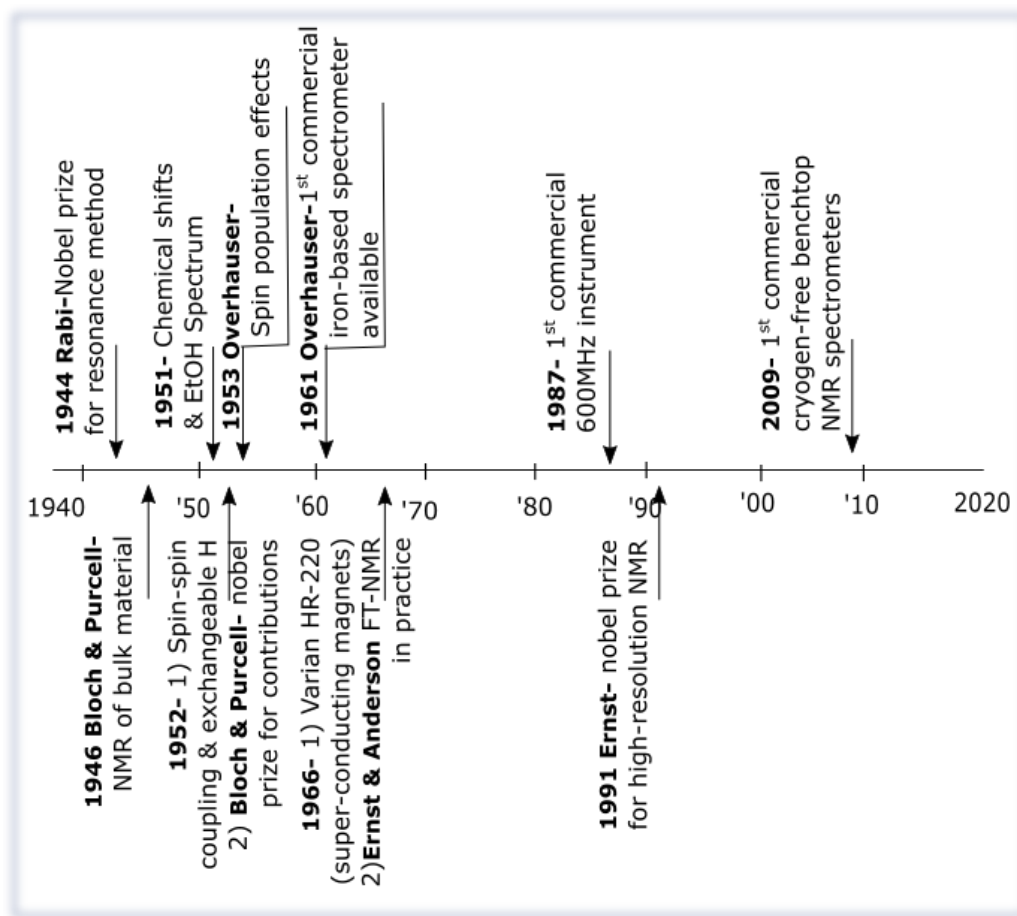 1944 Rabi-Nobel prize
for resonance method
1951- Chemical shifts
& EtOH Spectrum
1953 Overhauser-
Spin population effects
1961 Overhauser-1st commercial
iron-based spectrometer
available
1987- 1st commercial
600MHz instrument
2009- 1st commercial
cryogen-free benchtop
NMR spectrometers
1940
'50
'60
'70
'80
'90
'00
'10
2020
1946 Bloch & Purcell-
NMR of bulk material
1952- 1) Spin-spin
coupling & exchangeable H
2) Bloch & Purcell- nobel
prize for contributions
1966- 1) Varian HR-220
(super-conducting magnets)
2)Ernst & Anderson FT-NMR
in practice
1991 Ernst- nobel prize
for high-resolution NMR